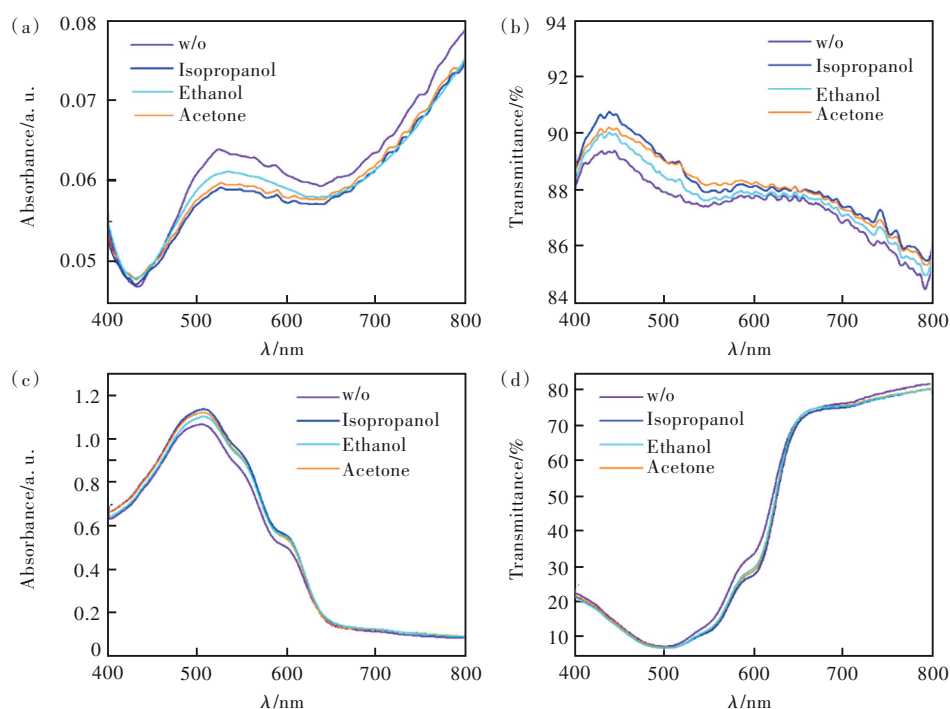 (a)
0.08
0.07
0.06
0.05
Absorbance/a. u.
w/o
Isopropanol
Ethanol
Acetone
400 500 600 700 800
λ/nm
(b)
94
92
90
88
86
84
Transmittance/%
w/o
Isopropanol
Ethanol
Acetone
400 500 600 700 800
λ/nm
(c)
1.2
1.0
0.8
0.6
0.4
0.2
0
Absorbance/a. u.
w/o
Isopropanol
Ethanol
Acetone
400 500 600 700 800
λ/nm
(d)
80
70
60
50
40
30
20
10
Transmittance/%
w/o
Isopropanol
Ethanol
Acetone
400 500 600 700 800
λ/nm